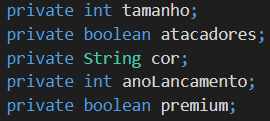 private int tamanho;
private boolean atacadores;
private String cor;
private int anoLancamento;
private boolean premium;